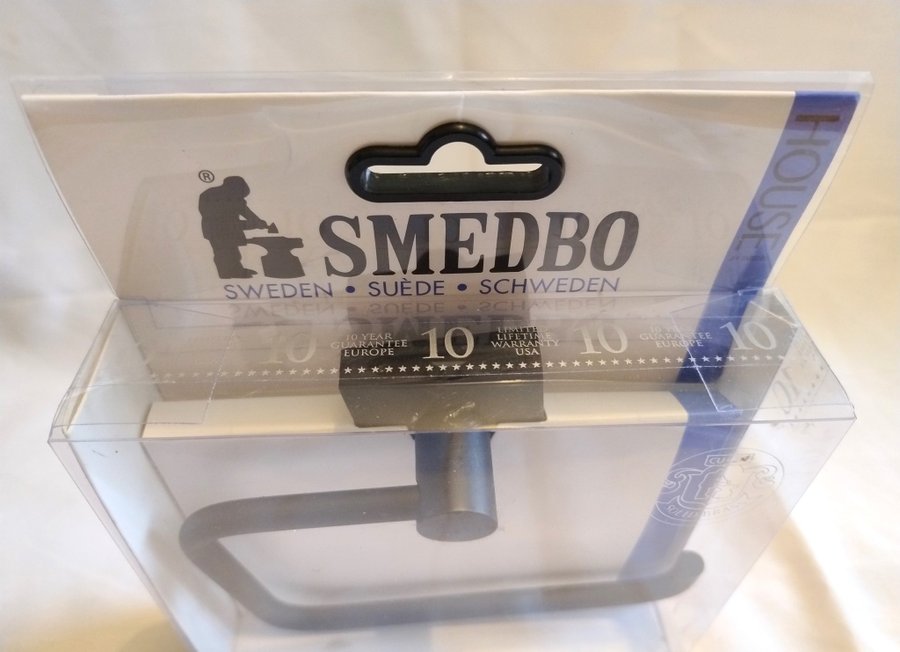 ®
SMEDBO
SWEDEN • SUÈDE • SCHWEDEN
HOUSE
10 10 YEAR GUARANTEE EUROPE 10 LIMITED LIFETIME WARRANTY USA 10 10 YEAR GUARANTEE EUROPE 10